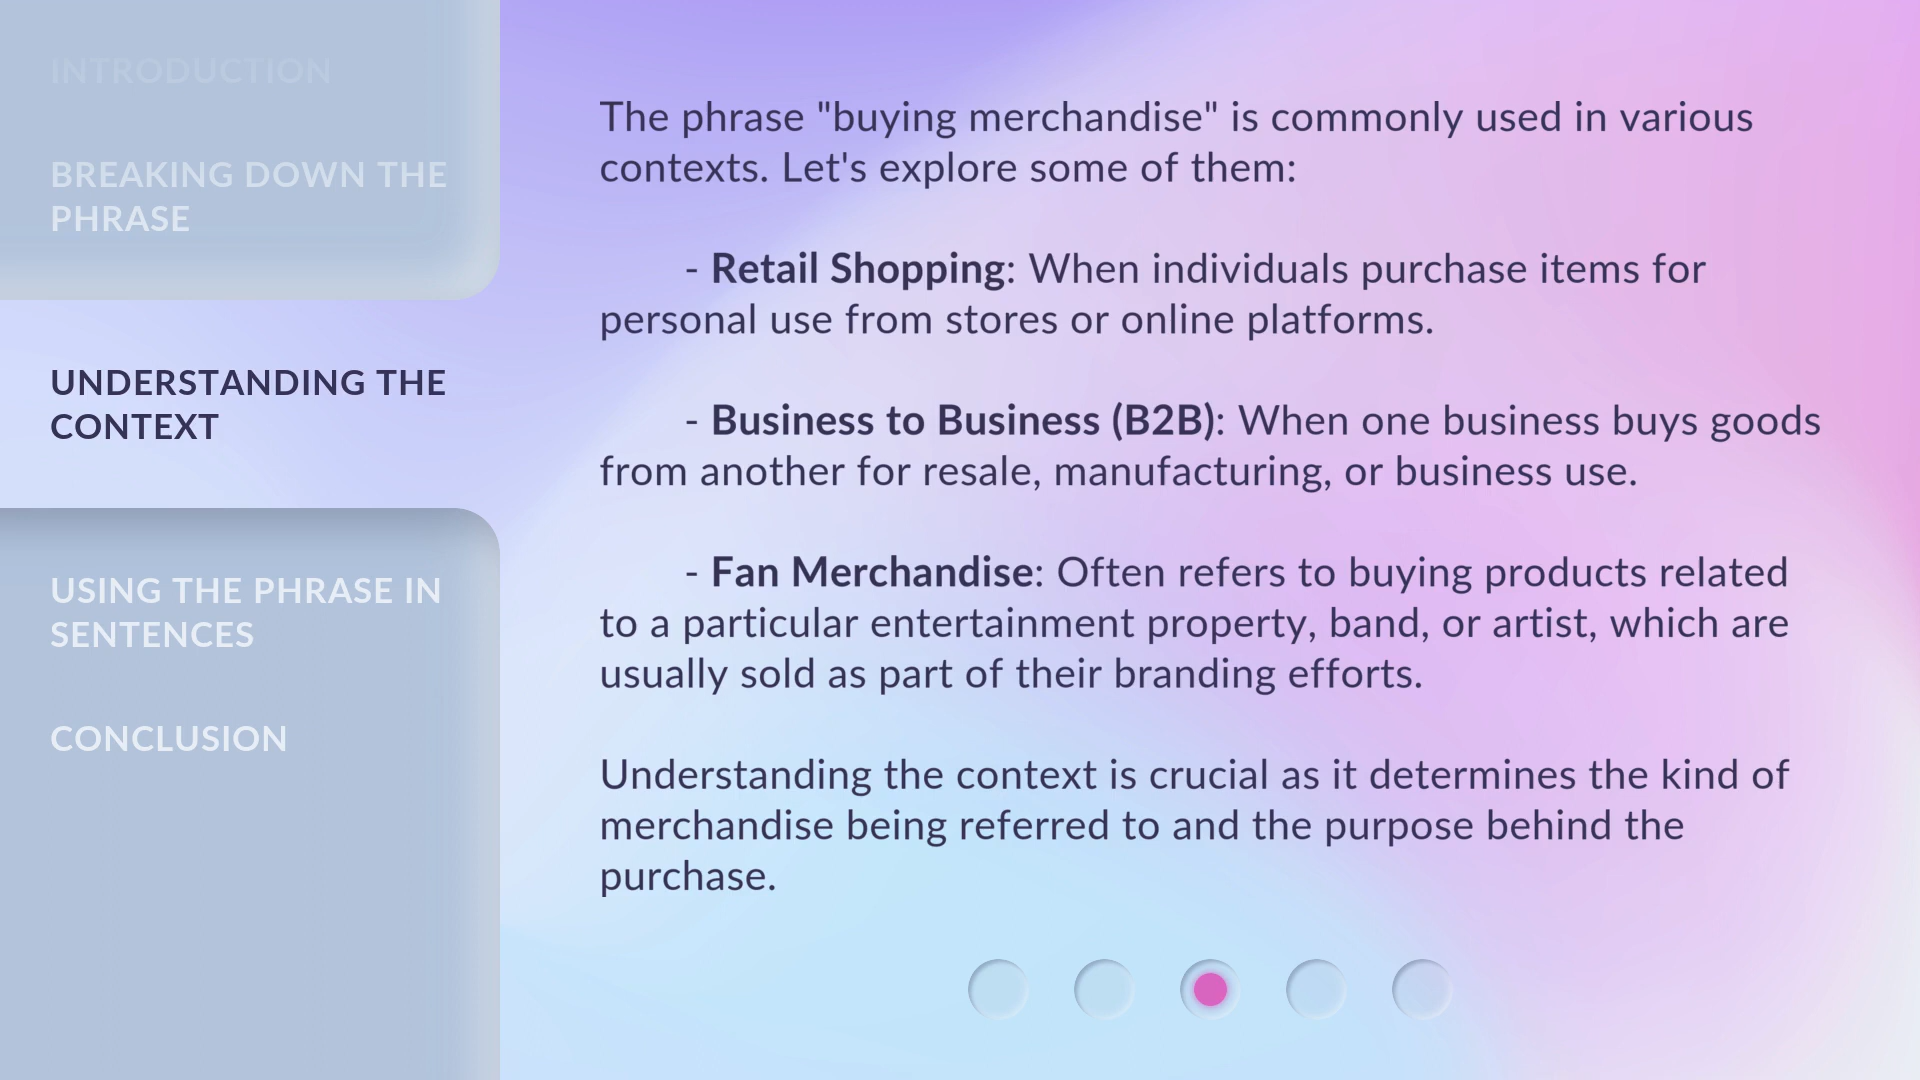 INTRODUCTION
BREAKING DOWN THE
PHRASE
UNDERSTANDING THE
CONTEXT
USING THE PHRASE IN
SENTENCES
CONCLUSION
The phrase "buying merchandise" is commonly used in various
contexts. Let's explore some of them:
- Retail Shopping: When individuals purchase items for
personal use from stores or online platforms.
- Business to Business (B2B): When one business buys goods
from another for resale, manufacturing, or business use.
- Fan Merchandise: Often refers to buying products related
to a particular entertainment property, band, or artist, which are
usually sold as part of their branding efforts.
Understanding the context is crucial as it determines the kind of
merchandise being referred to and the purpose behind the
purchase.